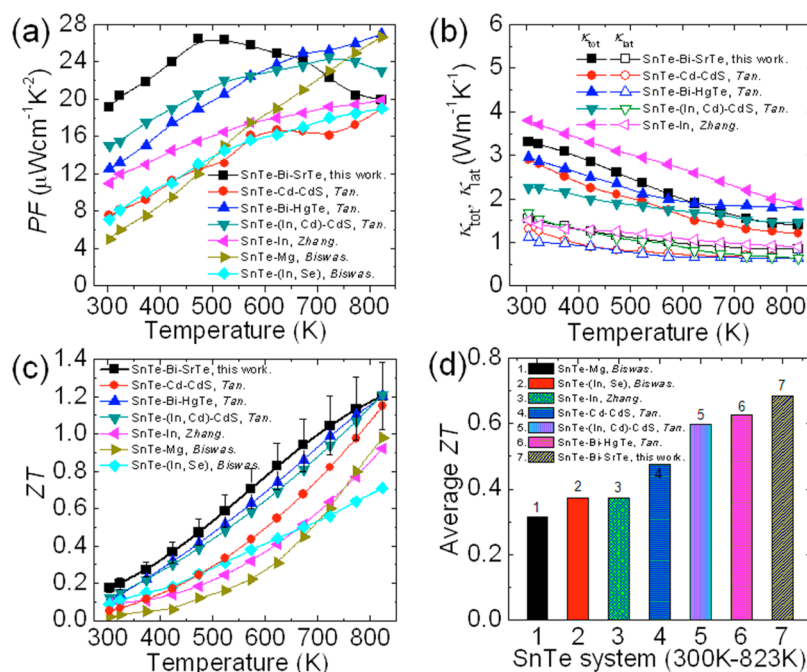 (a)
28
24
20
16
12
8
4
0
PF (μWcm⁻¹K⁻²)
SnTe-Bi-SrTe, this work.
SnTe-Cd-CdS, Tan.
SnTe-Bi-HgTe, Tan.
SnTe-(In, Cd)-CdS, Tan.
SnTe-In, Zhang.
SnTe-Mg, Biswas.
SnTe-(In, Se), Biswas.
300 400 500 600 700 800
Temperature (K)
(b)
κtot κlat
SnTe-Bi-SrTe, this work.
SnTe-Cd-CdS, Tan.
SnTe-Bi-HgTe, Tan.
SnTe-(In, Cd)-CdS, Tan.
SnTe-In, Zhang.
6
5
4
3
2
1
0
κtot, κlat (Wm⁻¹K⁻¹)
300 400 500 600 700 800
Temperature (K)
(c)
1.4
1.2
1.0
0.8
0.6
0.4
0.2
0.0
ZT
SnTe-Bi-SrTe, this work.
SnTe-Cd-CdS, Tan.
SnTe-Bi-HgTe, Tan.
SnTe-(In, Cd)-CdS, Tan.
SnTe-In, Zhang.
SnTe-Mg, Biswas.
SnTe-(In, Se), Biswas.
300 400 500 600 700 800
Temperature (K)
(d)
0.8
0.6
0.4
0.2
0.0
Average ZT
1. SnTe-Mg, Biswas.
2. SnTe-(In, Se), Biswas.
3. SnTe-In, Zhang.
4. SnTe-Cd-CdS, Tan.
5. SnTe-(In, Cd)-CdS, Tan.
6. SnTe-Bi-HgTe, Tan.
7. SnTe-Bi-SrTe, this work.
1 2 3 4 5 6 7
1 2 3 4 5 6 7
SnTe system (300K-823K)